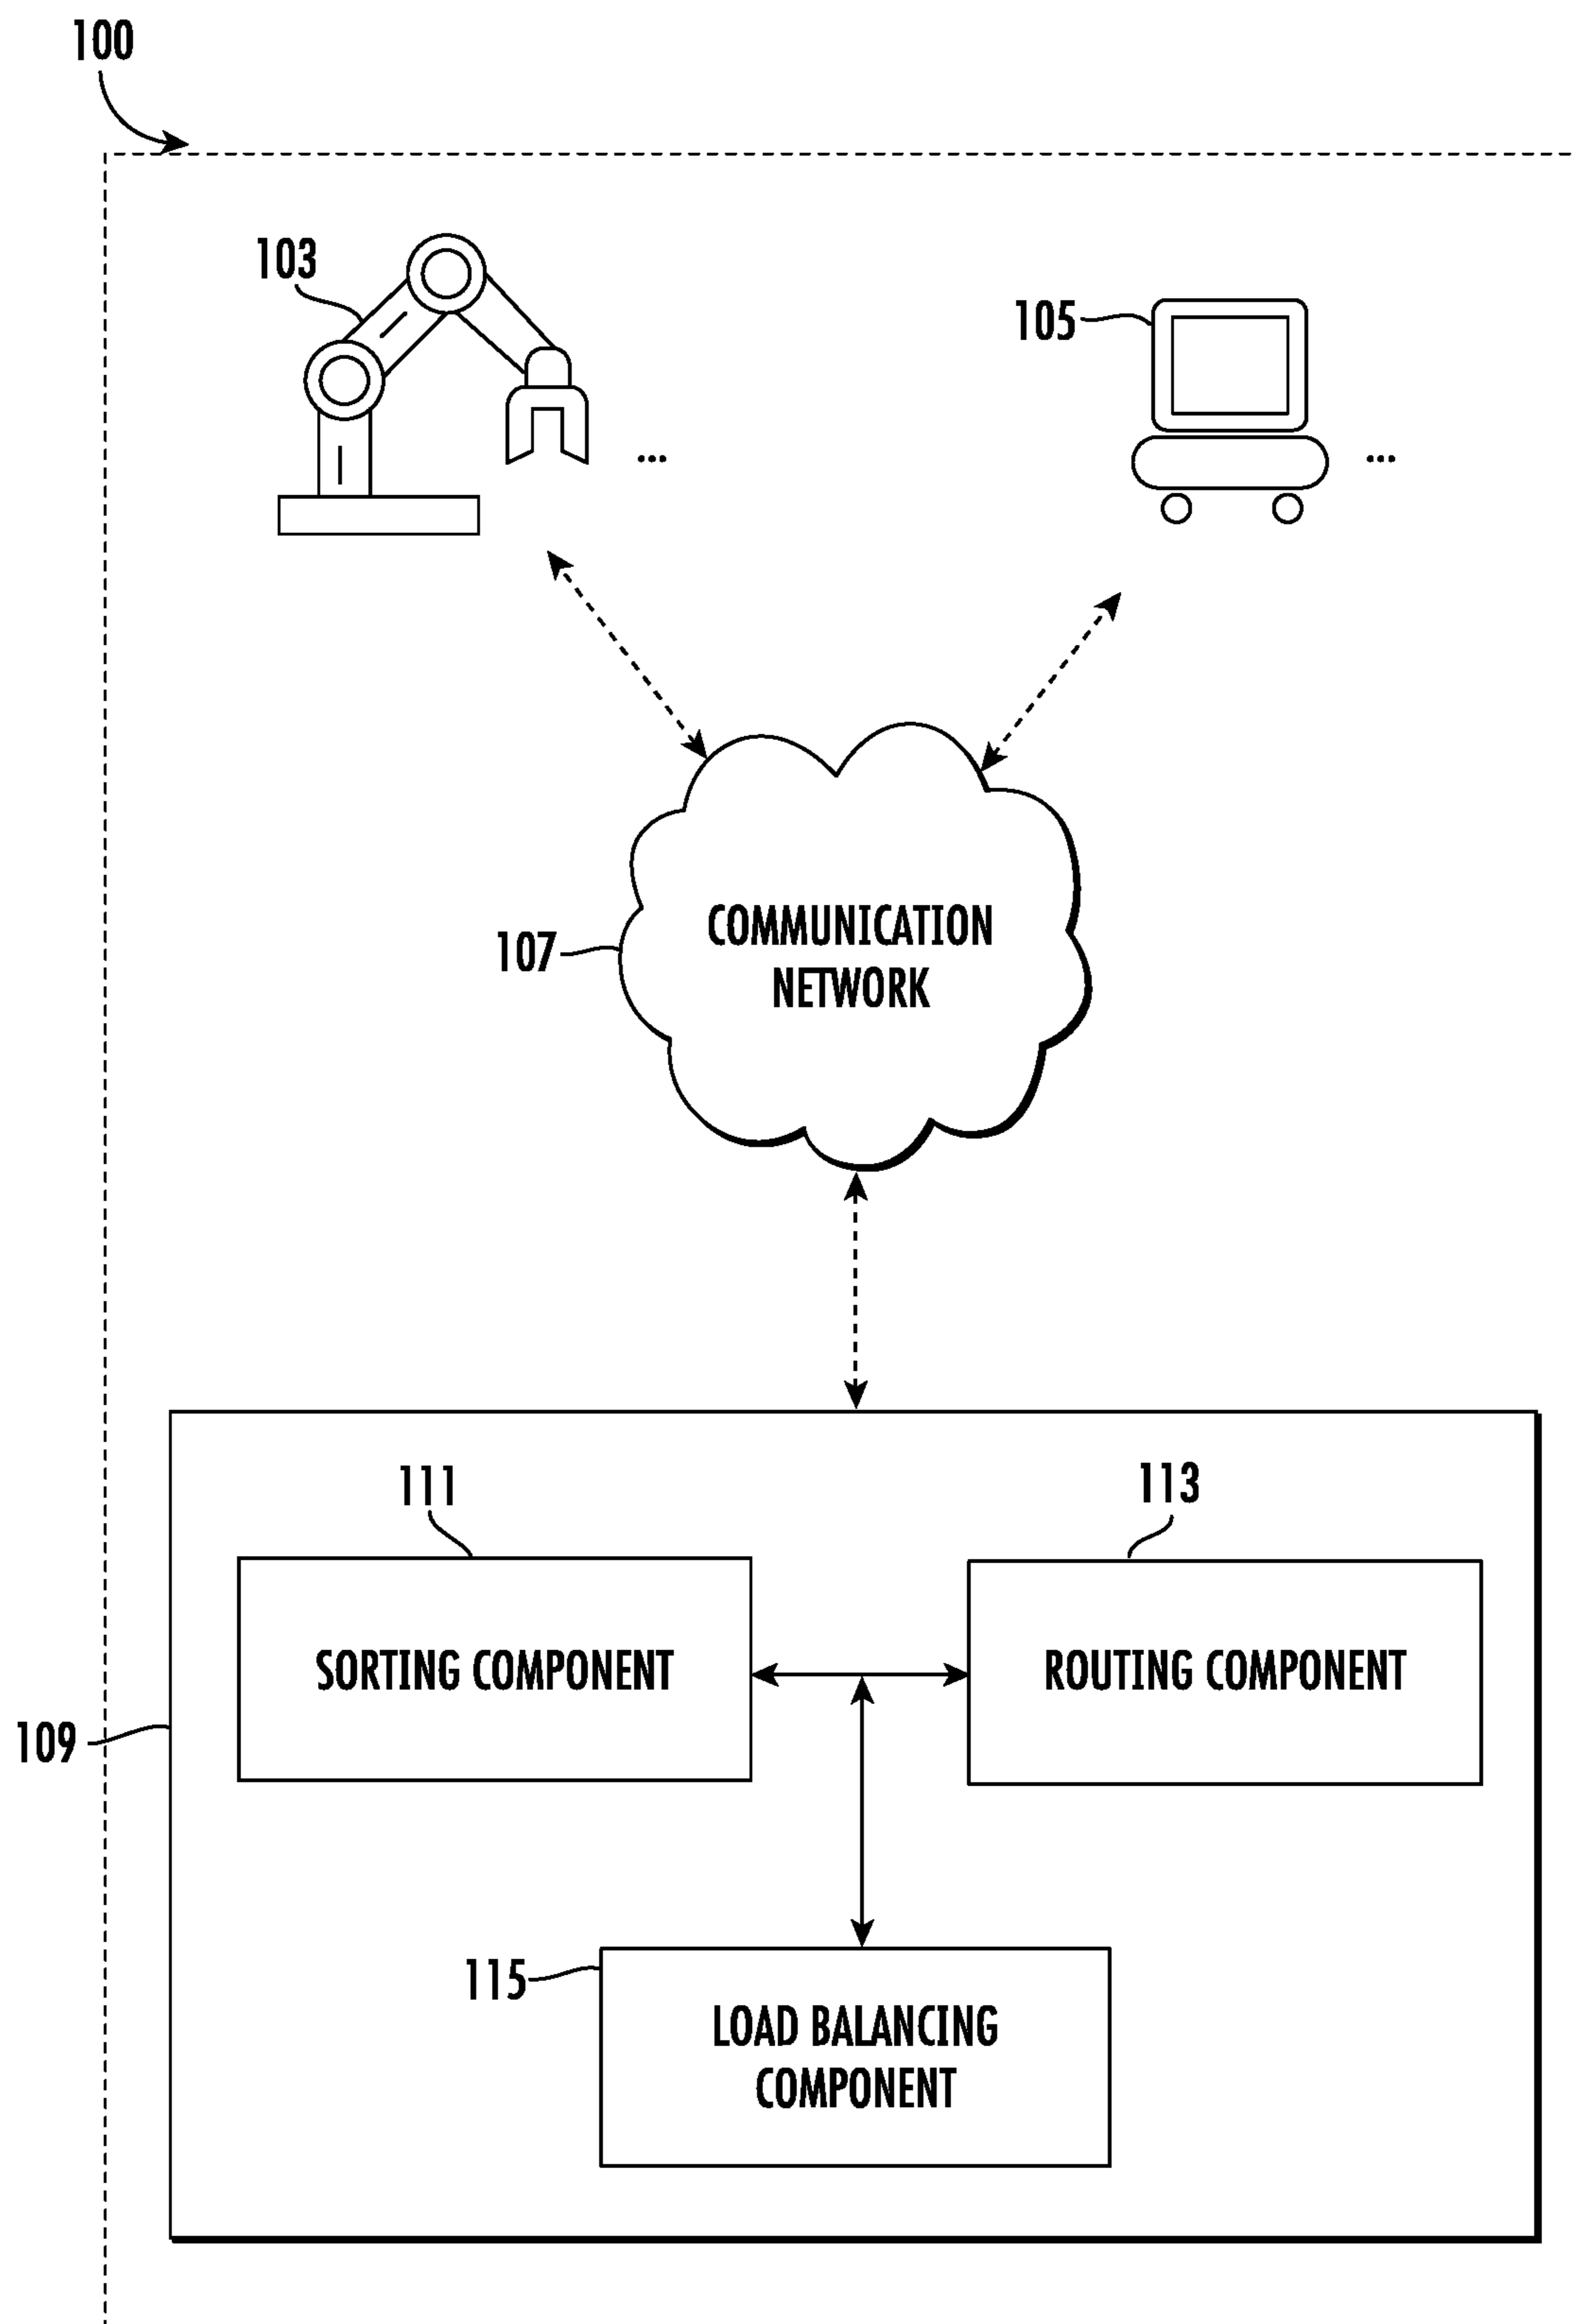 100
103
105
...
...
107
COMMUNICATION
NETWORK
111
113
SORTING COMPONENT
ROUTING COMPONENT
109
115
LOAD BALANCING
COMPONENT